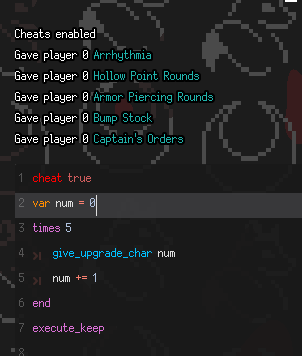 Cheats enabled
Gave player 0 Arrhythmia
Gave player 0 Hollow Point Rounds
Gave player 0 Armor Piercing Rounds
Gave player 0 Bump Stock
Gave player 0 Captain's Orders
1 cheat true
2 var num = 0
3 times 5
4 give_upgrade_char num
5 num += 1
6 end
7 execute_keep
8